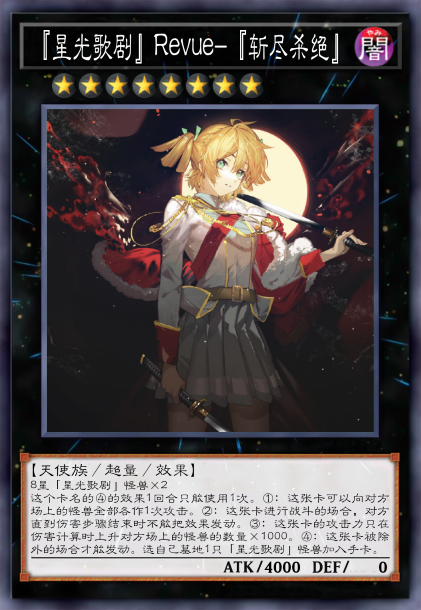 『星光歌剧』Revue-『斩尽杀绝』
やみ
闇
【天使族／超量／效果】
8星「星光歌剧」怪兽×2
这个卡名的④的效果1回合只能使用1次。①：这张卡可以向对方
场上的怪兽全部各作1次攻击。②：这张卡进行战斗的场合，对方
直到伤害步骤结束时不能把效果发动。③：这张卡的攻击力只在
伤害计算时上升对方场上的怪兽的数量×1000。④：这张卡被除
外的场合才能发动。选自己墓地1只「星光歌剧」怪兽加入手卡。
ATK/4000 DEF/ 0